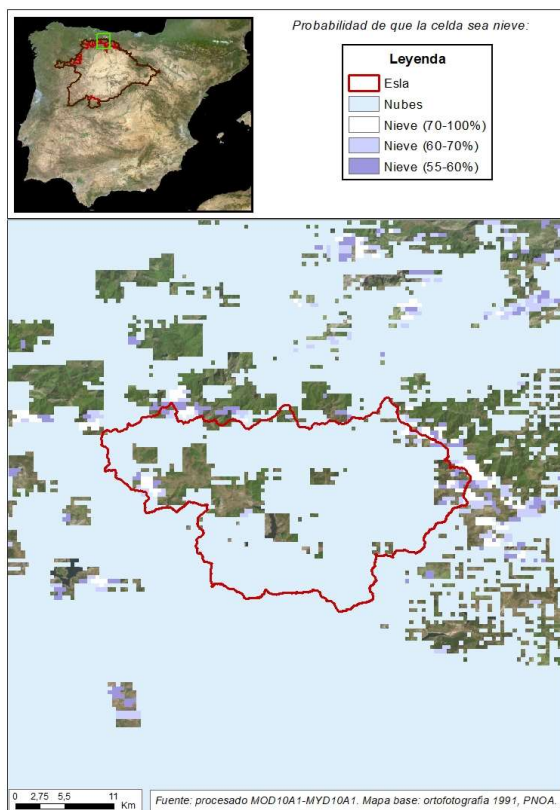 Probabilidad de que la celda sea nieve:
Leyenda
Esla
Nubes
Nieve (70-100%)
Nieve (60-70%)
Nieve (55-60%)
0 2,75 5,5 11
Km
Fuente: procesado MOD10A1-MYD10A1. Mapa base: ortofotografía 1991, PNOA